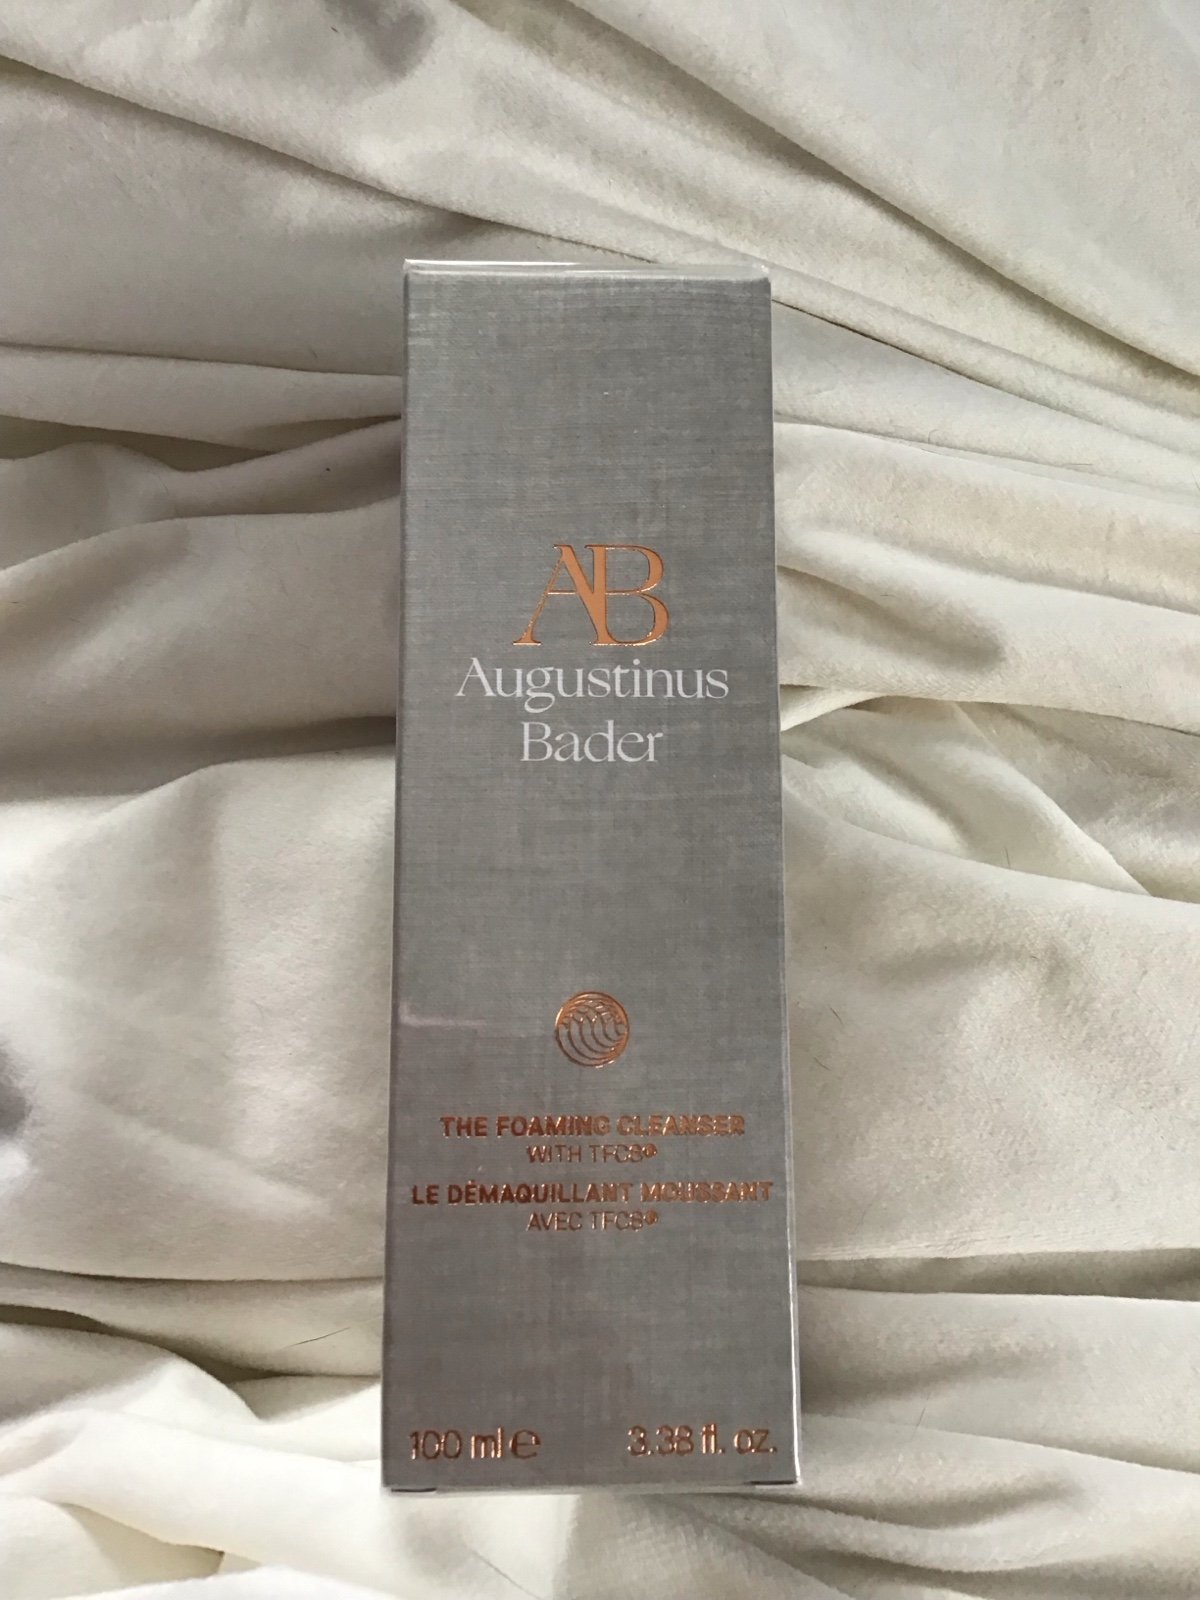 AB
Augustinus
Bader
THE FOAMING CLEANSER
WITH TFC8®
LE DÉMAQUILLANT MOUSSANT
AVEC TFC8®
100 ml ℮ 3.38 fl. oz.